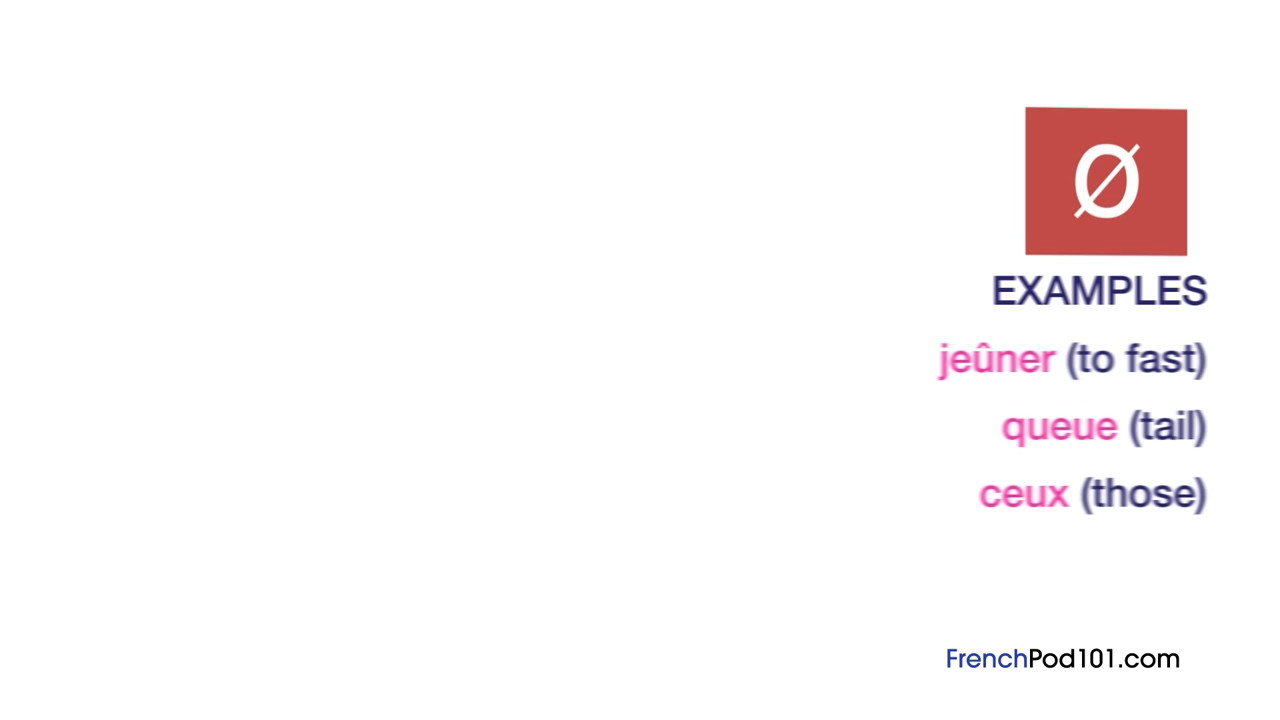 Ø
EXAMPLES
jeûner (to fast)
queue (tail)
ceux (those)
FrenchPod101.com